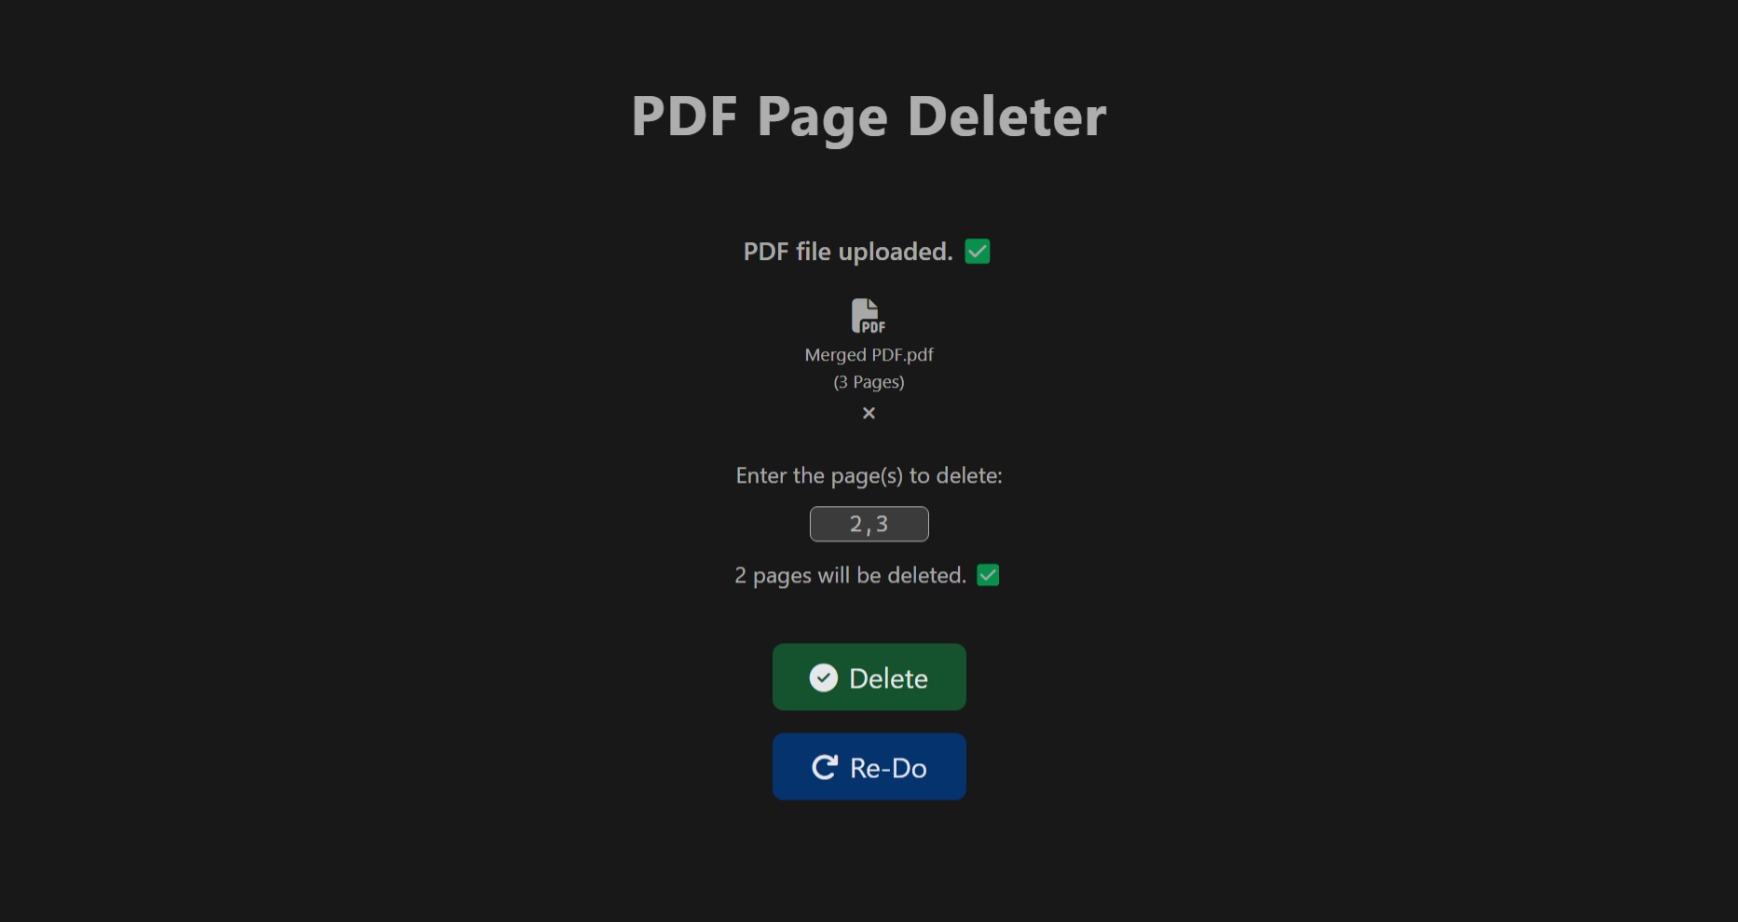 PDF Page Deleter
PDF file uploaded. ✅
PDF
Merged PDF.pdf
(3 Pages)
×
Enter the page(s) to delete:
2,3
2 pages will be deleted. ✅
Delete
Re-Do